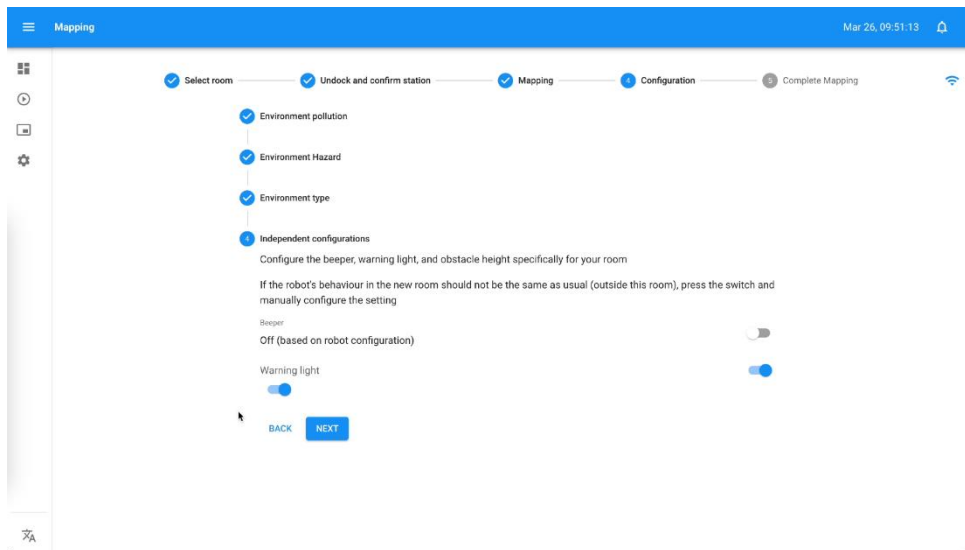 Mapping
Mar 26, 09:51:13
Select room
Undock and confirm station
Mapping
4
Configuration
5
Complete Mapping
Environment pollution
Environment Hazard
Environment type
4
Independent configurations
Configure the beeper, warning light, and obstacle height specifically for your room
If the robot's behaviour in the new room should not be the same as usual (outside this room), press the switch and
manually configure the setting
Beeper
Off (based on robot configuration)
Warning light
BACK
NEXT